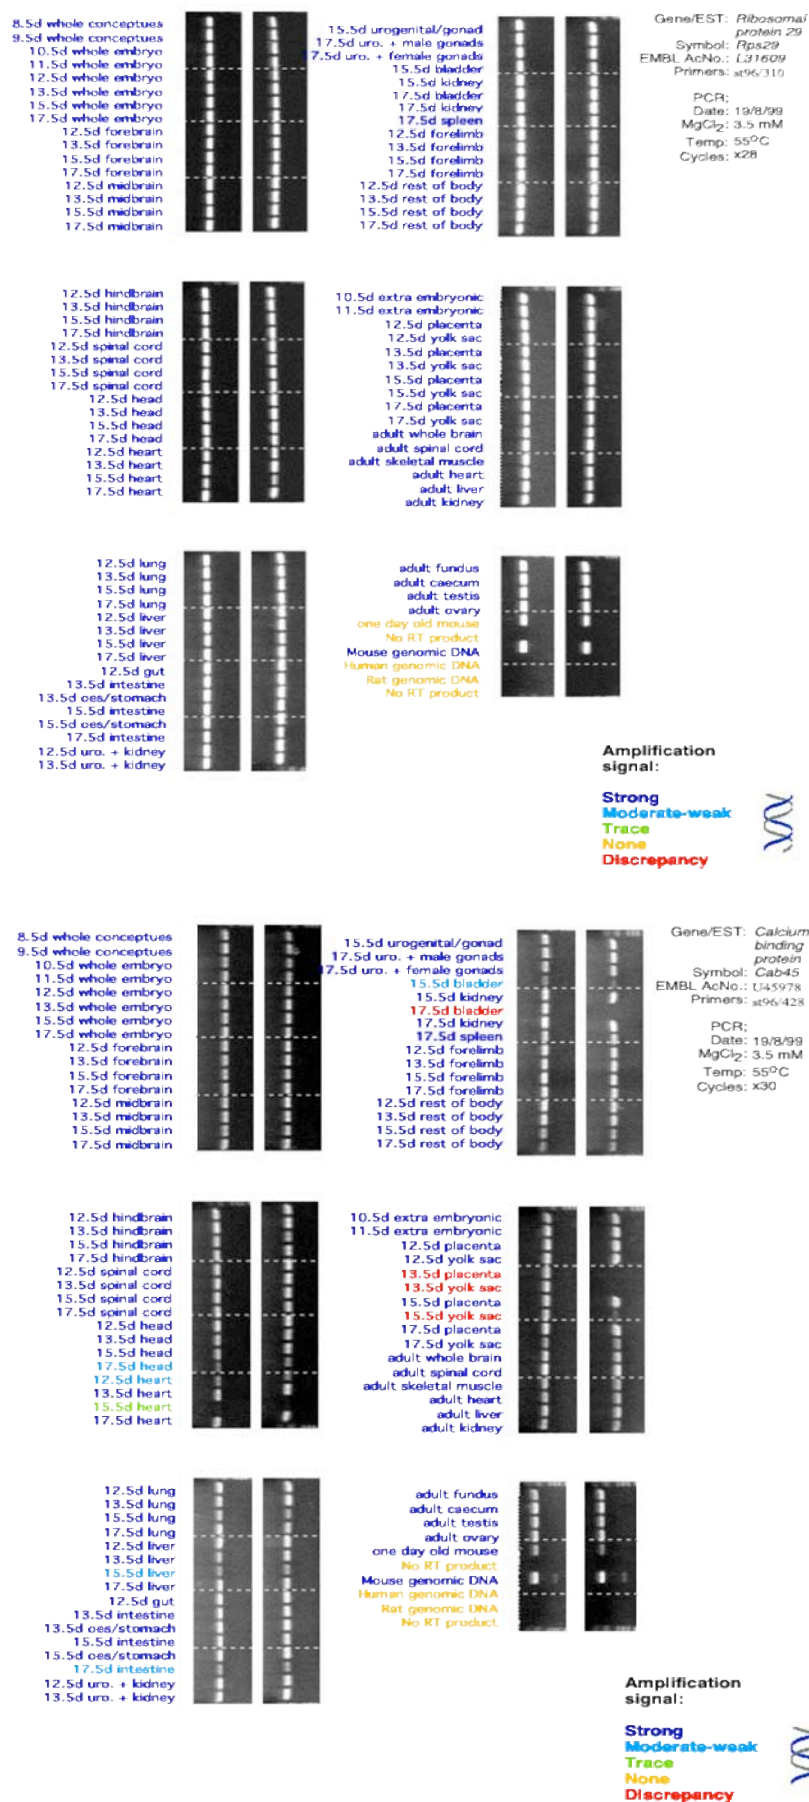 8.5d whole conceptues
9.5d whole conceptues
10.5d whole embryo
11.5d whole embryo
12.5d whole embryo
13.5d whole embryo
15.5d whole embryo
17.5d whole embryo
12.5d forebrain
13.5d forebrain
15.5d forebrain
17.5d forebrain
12.5d midbrain
13.5d midbrain
15.5d midbrain
17.5d midbrain
15.5d urogenital/gonad
17.5d uro. + male gonads
17.5d uro. + female gonads
15.5d bladder
15.5d kidney
17.5d bladder
17.5d kidney
17.5d spleen
12.5d forelimb
13.5d forelimb
15.5d forelimb
17.5d forelimb
12.5d rest of body
13.5d rest of body
15.5d rest of body
17.5d rest of body
Gene/EST: Ribosomal
protein 29
Symbol: Rps29
EMBL AcNo.: L31609
Primers: st96/310
PCR;
Date: 19/8/99
MgCl2: 3.5 mM
Temp: 55°C
Cycles: x28
12.5d hindbrain
13.5d hindbrain
15.5d hindbrain
17.5d hindbrain
12.5d spinal cord
13.5d spinal cord
15.5d spinal cord
17.5d spinal cord
12.5d head
13.5d head
15.5d head
17.5d head
12.5d heart
13.5d heart
15.5d heart
17.5d heart
10.5d extra embryonic
11.5d extra embryonic
12.5d placenta
12.5d yolk sac
13.5d placenta
13.5d yolk sac
15.5d placenta
15.5d yolk sac
17.5d placenta
17.5d yolk sac
adult whole brain
adult spinal cord
adult skeletal muscle
adult heart
adult liver
adult kidney
12.5d lung
13.5d lung
15.5d lung
17.5d lung
12.5d liver
13.5d liver
15.5d liver
17.5d liver
12.5d gut
13.5d intestine
13.5d oes/stomach
15.5d intestine
15.5d oes/stomach
17.5d intestine
12.5d uro. + kidney
13.5d uro. + kidney
adult fundus
adult caecum
adult testis
adult ovary
one day old mouse
No RT product
Mouse genomic DNA
Human genomic DNA
Rat genomic DNA
No RT product
Amplification
signal:
Strong
Moderate-weak
Trace
None
Discrepancy
8.5d whole conceptues
9.5d whole conceptues
10.5d whole embryo
11.5d whole embryo
12.5d whole embryo
13.5d whole embryo
15.5d whole embryo
17.5d whole embryo
12.5d forebrain
13.5d forebrain
15.5d forebrain
17.5d forebrain
12.5d midbrain
13.5d midbrain
15.5d midbrain
17.5d midbrain
15.5d urogenital/gonad
17.5d uro. + male gonads
17.5d uro. + female gonads
15.5d bladder
15.5d kidney
17.5d bladder
17.5d kidney
17.5d spleen
12.5d forelimb
13.5d forelimb
15.5d forelimb
17.5d forelimb
12.5d rest of body
13.5d rest of body
15.5d rest of body
17.5d rest of body
Gene/EST: Calcium
binding
protein
Symbol: Cab45
EMBL AcNo.: U45978
Primers: st96/428
PCR;
Date: 19/8/99
MgCl2: 3.5 mM
Temp: 55°C
Cycles: x30
12.5d hindbrain
13.5d hindbrain
15.5d hindbrain
17.5d hindbrain
12.5d spinal cord
13.5d spinal cord
15.5d spinal cord
17.5d spinal cord
12.5d head
13.5d head
15.5d head
17.5d head
12.5d heart
13.5d heart
15.5d heart
17.5d heart
10.5d extra embryonic
11.5d extra embryonic
12.5d placenta
12.5d yolk sac
13.5d placenta
13.5d yolk sac
15.5d placenta
15.5d yolk sac
17.5d placenta
17.5d yolk sac
adult whole brain
adult spinal cord
adult skeletal muscle
adult heart
adult liver
adult kidney
12.5d lung
13.5d lung
15.5d lung
17.5d lung
12.5d liver
13.5d liver
15.5d liver
17.5d liver
12.5d gut
13.5d intestine
13.5d oes/stomach
15.5d intestine
15.5d oes/stomach
17.5d intestine
12.5d uro. + kidney
13.5d uro. + kidney
adult fundus
adult caecum
adult testis
adult ovary
one day old mouse
No RT product
Mouse genomic DNA
Human genomic DNA
Rat genomic DNA
No RT product
Amplification
signal:
Strong
Moderate-weak
Trace
None
Discrepancy